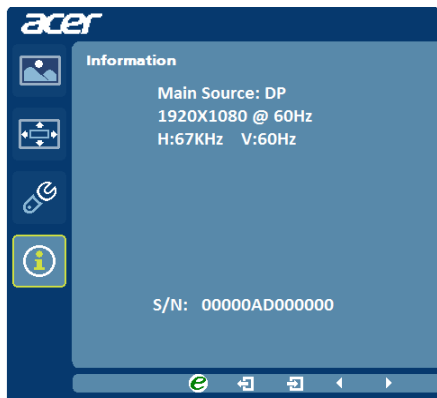 acer
Information
Main Source: DP
1920X1080 @ 60Hz
H:67KHz V:60Hz
S/N: 00000AD000000
e